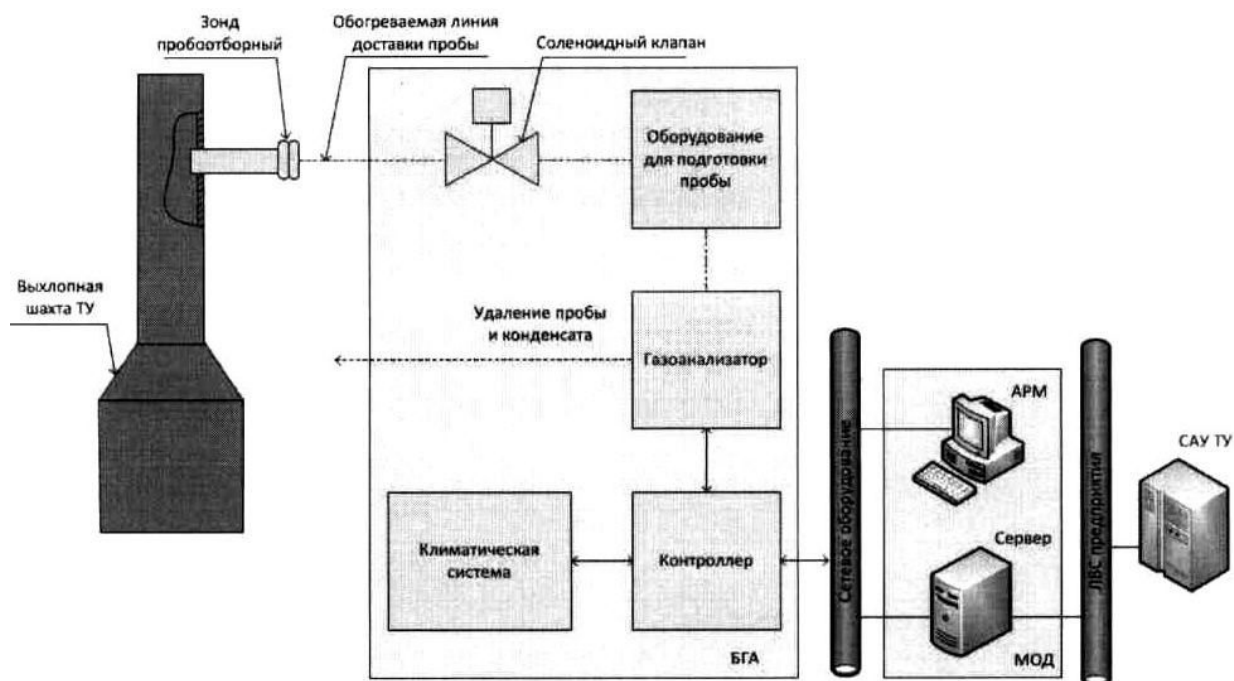 Зонд
пробоотборный
Обогреваемая линия
доставки пробы
Соленоидный клапан
Оборудование
для подготовки
пробы
Выхлопная
шахта ТУ
Удаление пробы
и конденсата
Газоанализатор
Климатическая
система
Контроллер
БГА
Сетевое оборудование
АРМ
Сервер
МОД
ЛВС предприятия
САУ ТУ